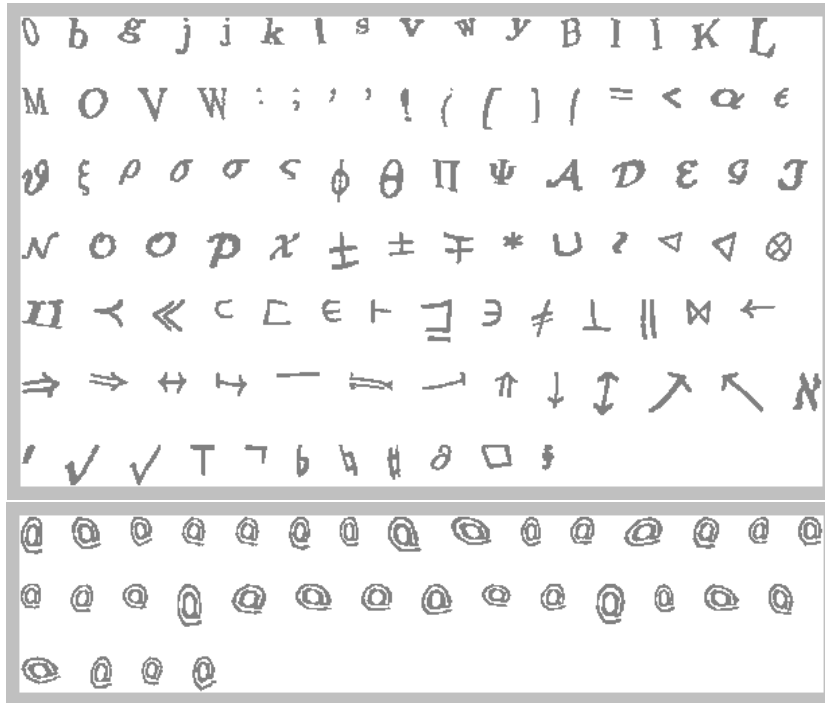 0 b g j j k l s v w y B I I K L
M O V W : ; ’ ’ ! ( [ ] ( = < α ϵ
ϑ ξ ρ σ σ ς ϕ θ Π Ψ A D E G J
N O O P X ± ± ∓ * ∪ ≀ ◁ ◁ ⊗
∐ ≺ ≪ ⊂ ⊏ ∈ ⊢ ⊒ ∋ ≠ ⊥ ∥ ⋈ ←
⇒ ⇒ ↔ ↦ ⇑ ↓ ↕ ↗ ↖ ℵ
′ √ √ ⊤ ¬ ♭ ♮ ♯ ∂ §
@ @ @ @ @ @ @ @ @ @ @ @ @ @ @
@ @ @ @ @ @ @ @ @ @ @ @ @ @
@ @ @ @